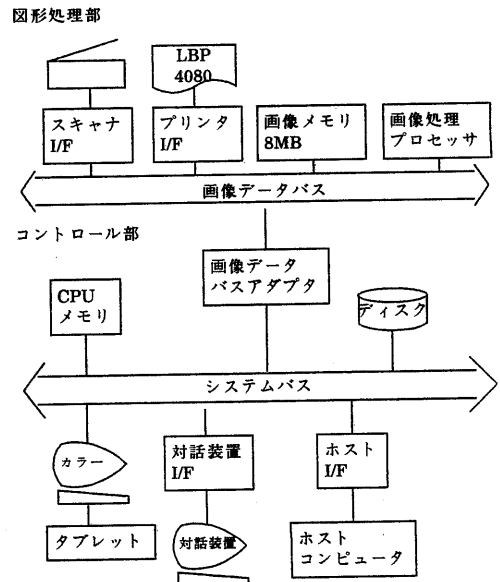 図形処理部
LBP
4080
スキャナ
I/F
プリンタ
I/F
画像メモリ
8MB
画像処理
プロセッサ
画像データバス
コントロール部
画像データ
バスアダプタ
CPU
メモリ
ディスク
システムバス
カラー
対話装置
I/F
ホスト
I/F
タブレット
対話装置
ホスト
コンピュータ